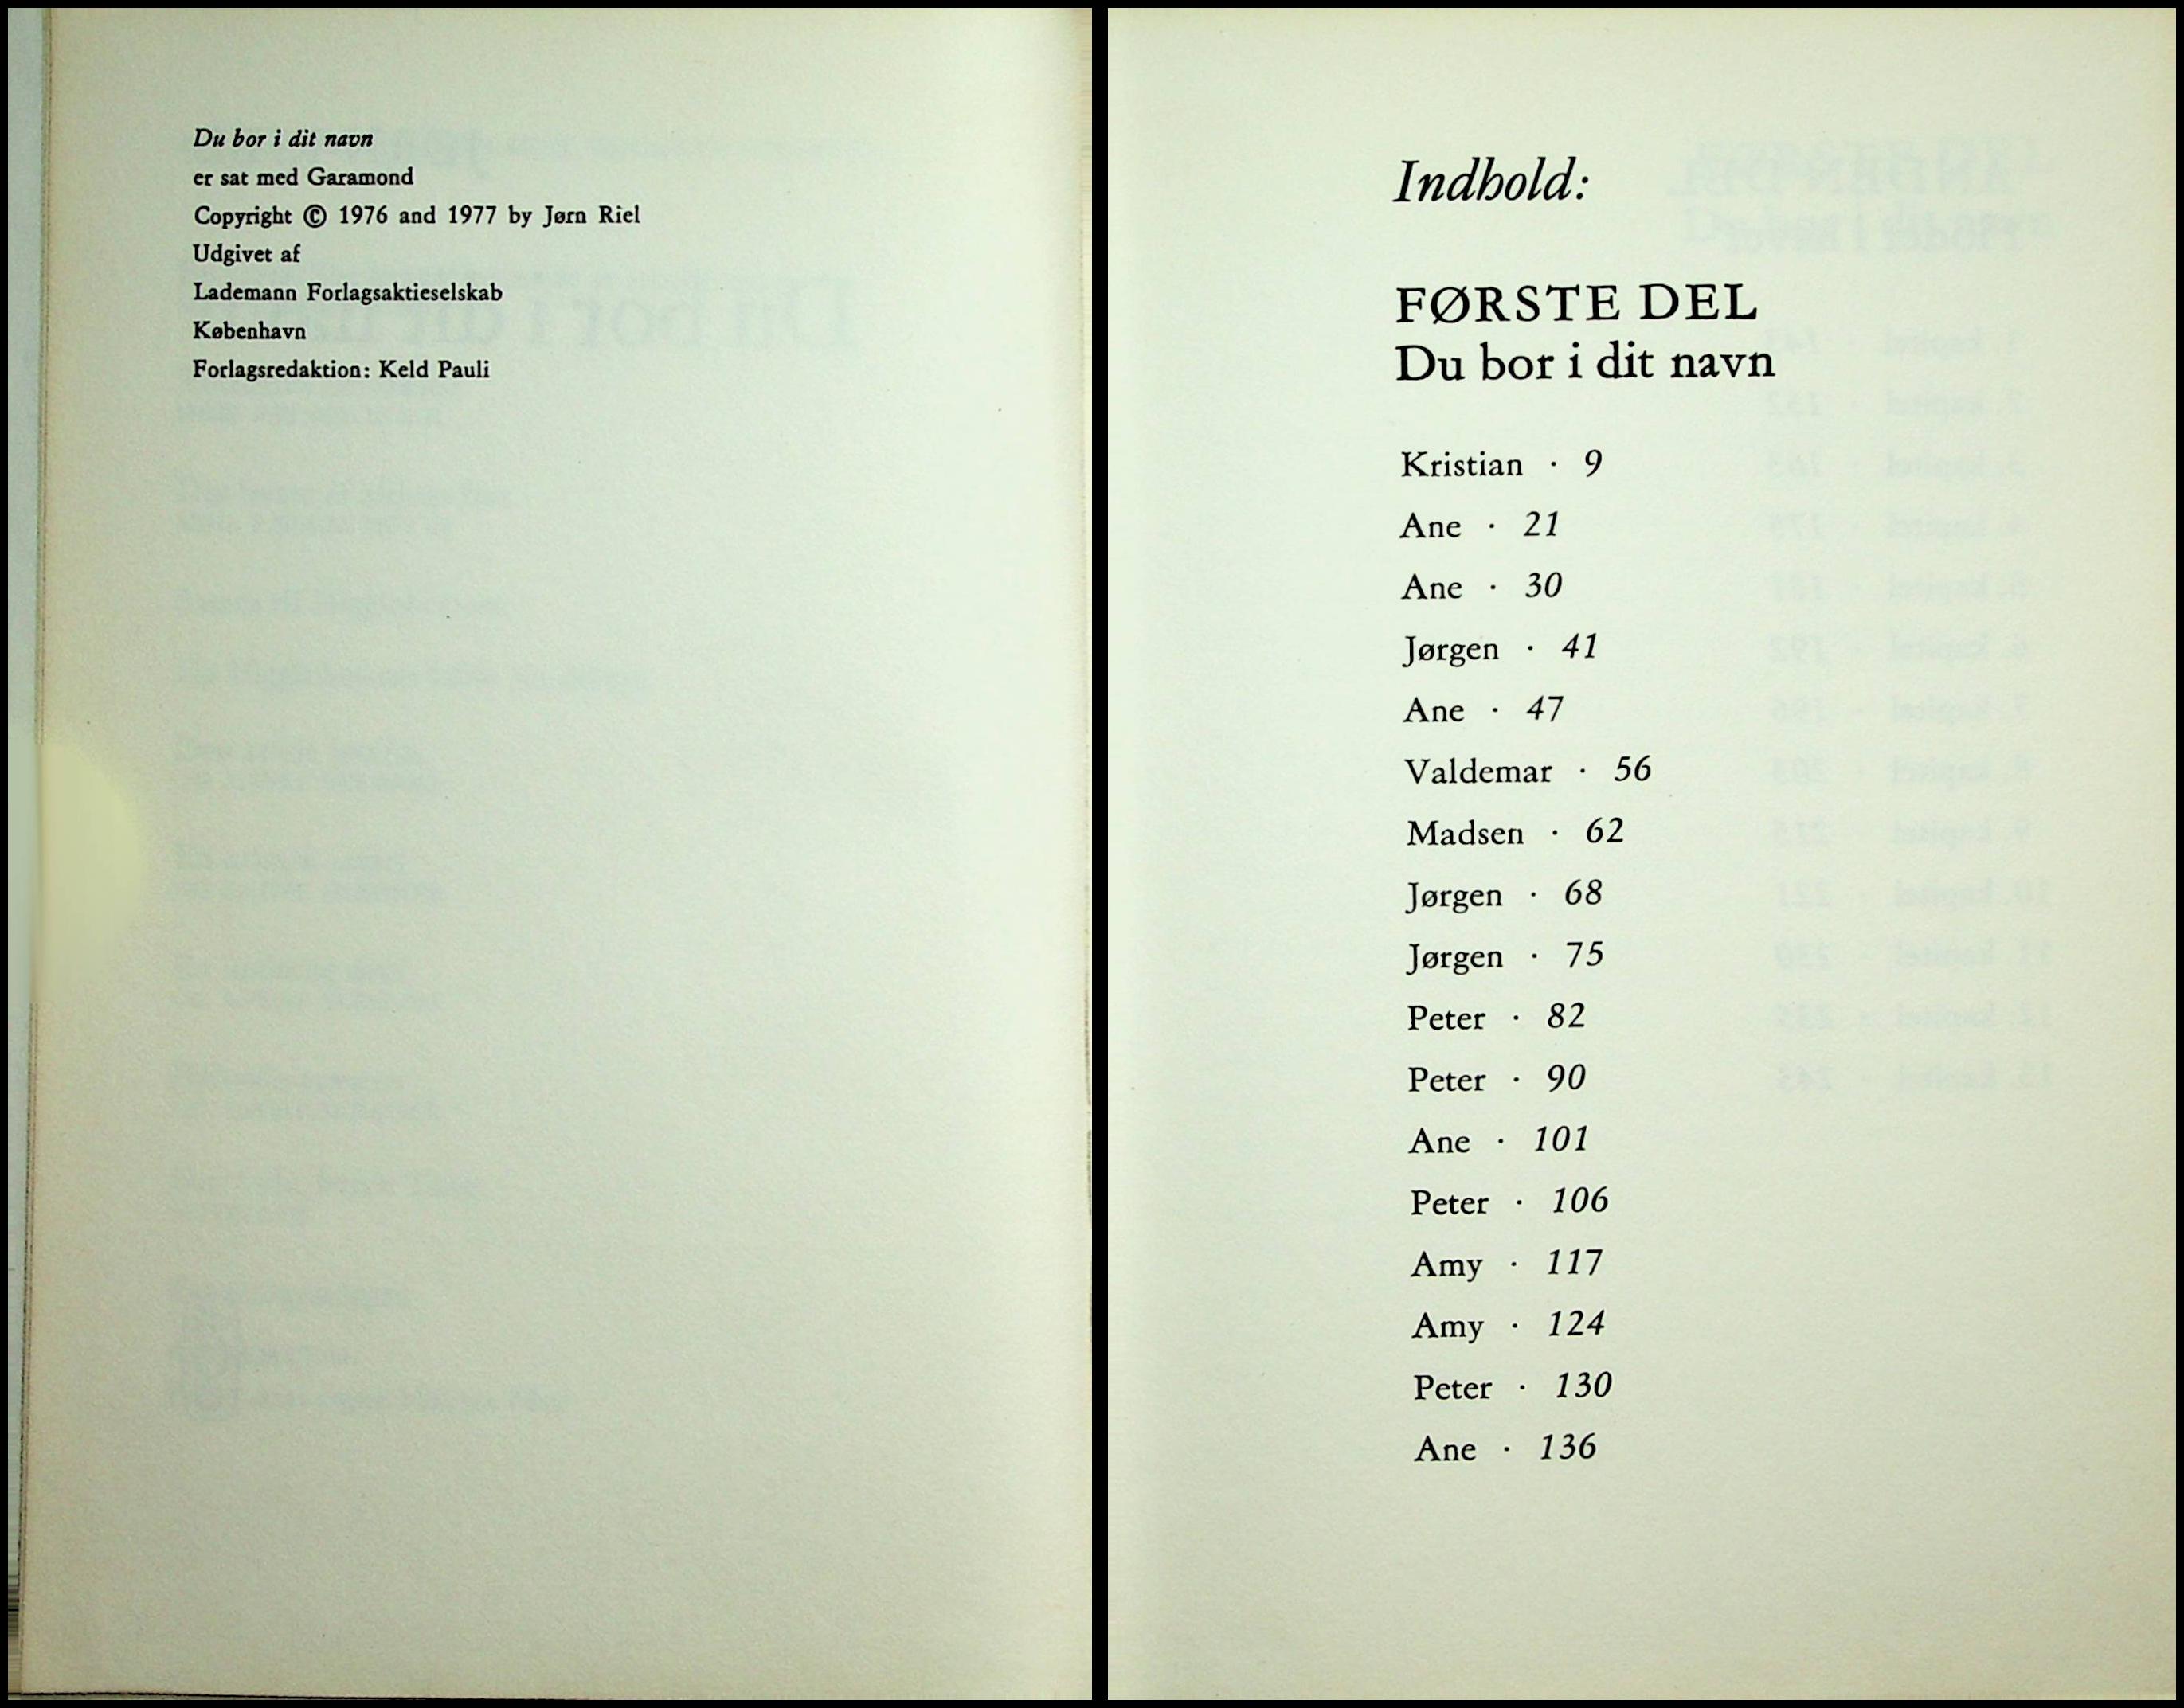 Du bor i dit navn
er sat med Garamond
Copyright © 1976 and 1977 by Jørn Riel
Udgivet af
Lademann Forlagsaktieselskab
København
Forlagsredaktion: Keld Pauli
Indhold:
FØRSTE DEL
Du bor i dit navn
Kristian · 9
Ane · 21
Ane · 30
Jørgen · 41
Ane · 47
Valdemar · 56
Madsen · 62
Jørgen · 68
Jørgen · 75
Peter · 82
Peter · 90
Ane · 101
Peter · 106
Amy · 117
Amy · 124
Peter · 130
Ane · 136